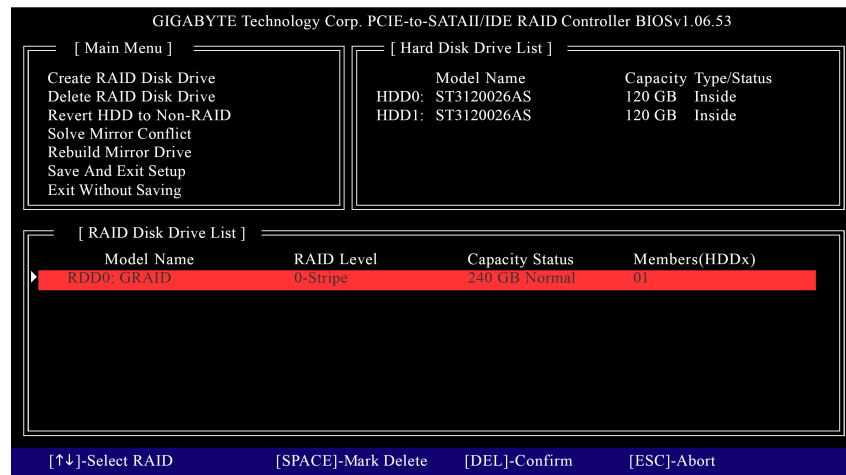 GIGABYTE Technology Corp. PCIE-to-SATAII/IDE RAID Controller BIOSv1.06.53
[ Main Menu ]
Create RAID Disk Drive
Delete RAID Disk Drive
Revert HDD to Non-RAID
Solve Mirror Conflict
Rebuild Mirror Drive
Save And Exit Setup
Exit Without Saving
[ Hard Disk Drive List ]
Model Name Capacity Type/Status
HDD0: ST3120026AS 120 GB Inside
HDD1: ST3120026AS 120 GB Inside
[ RAID Disk Drive List ]
Model Name RAID Level Capacity Status Members(HDDx)
RDD0: GRAID 0-Stripe 240 GB Normal 01
[↑↓]-Select RAID [SPACE]-Mark Delete [DEL]-Confirm [ESC]-Abort